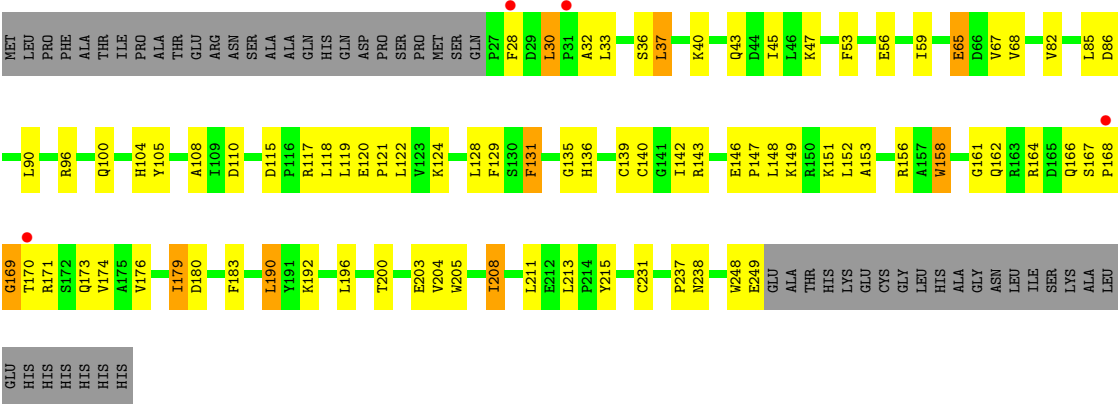 MET LEU PRO PRO PHE ALA THR ILE PRO ALA THR GLU ARG ASN SER ALA ALA GLN HIS GLN ASP PRO SER PRO MET SER GLN P27 F28 D29 L30 P31 A32 L33 S36 L37 K40 Q43 D44 I45 L46 K47 F53 E56 I59 E65 D66 V67 V68 V82 L85 D86
L90 R96 Q100 H104 Y105 A108 I109 D110 D115 P116 R117 L118 L119 E120 P121 L122 V123 K124 L128 F129 S130 F131 G135 H136 C139 C140 G141 I142 R143 E146 P147 L148 K149 R150 K151 L152 A153 R156 A157 W158 G161 Q162 R163 R164 D165 Q166 S167 P168
G169 T170 R171 S172 Q173 V174 A175 V176 I179 D180 F183 L190 Y191 K192 L196 T200 E203 V204 W205 I208 L211 E212 L213 P214 Y215 C231 P237 N238 W248 E249 GLU ALA THR HIS LYS GLU CYS GLY LEU HIS ALA GLY ASN LEU ILE SER LYS ALA LEU
GLU HIS HIS HIS HIS HIS HIS